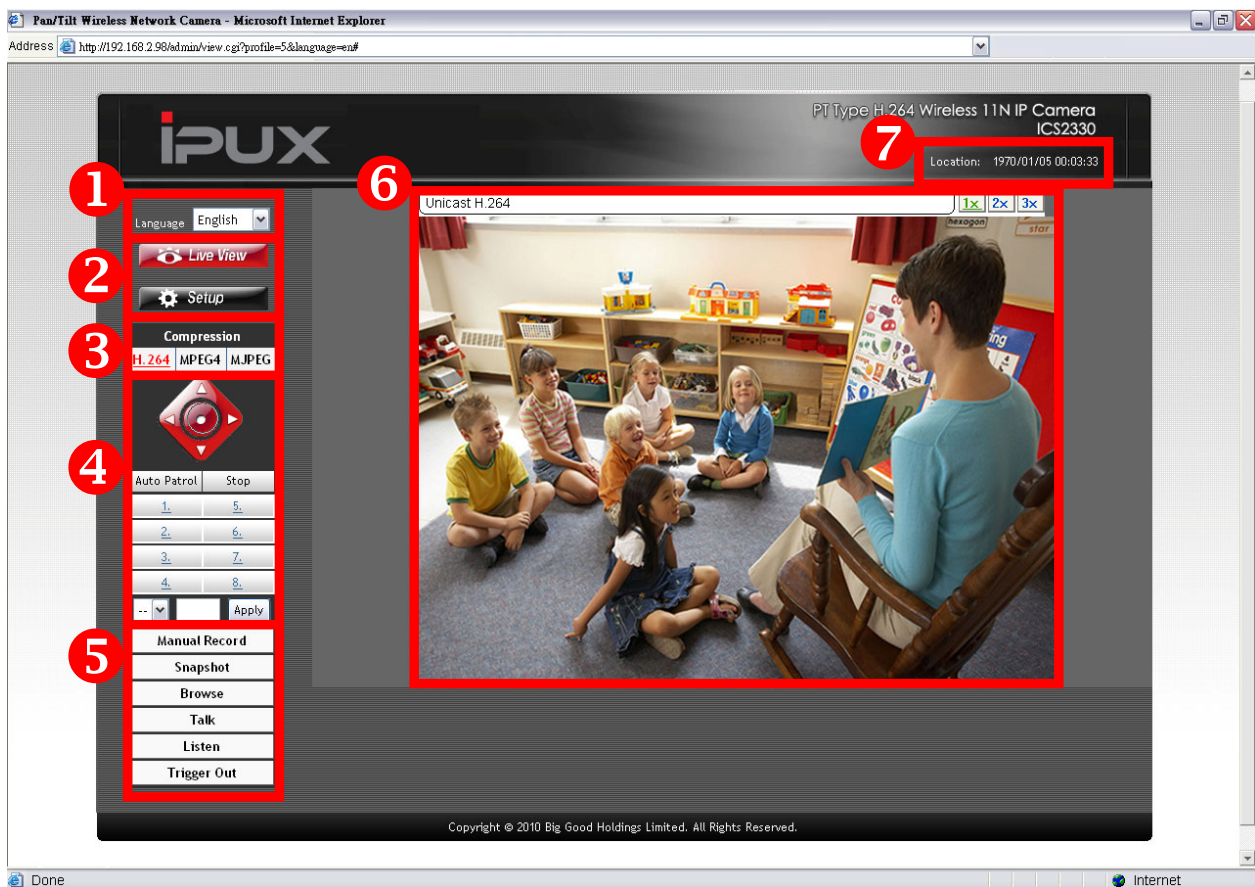 Pan/Tilt Wireless Network Camera - Microsoft Internet Explorer
Address http://192.168.2.98/admin/view.cgi?profile=5&language=en#
iPUX
PT Type H.264 Wireless 11N IP Camera
ICS2330
7
Location: 1970/01/05 00:03:33
1
Language English
2
Live View
Setup
3
Compression
H.264 MPEG4 MJPEG
4
Auto Patrol Stop
1. 5.
2. 6.
3. 7.
4. 8.
-- Apply
5
Manual Record
Snapshot
Browse
Talk
Listen
Trigger Out
6
Unicast H.264 1x 2x 3x
hexagon
star
Copyright © 2010 Big Good Holdings Limited. All Rights Reserved.
Done Internet